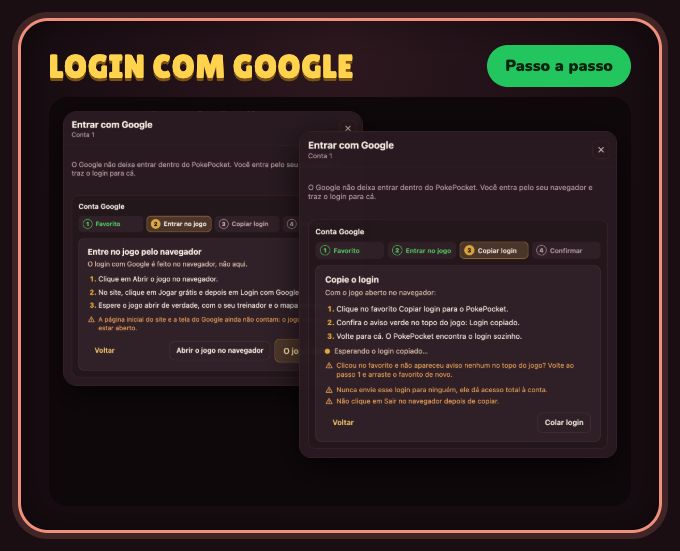 LOGIN COM GOOGLE
Passo a passo
Entrar com Google
Conta 1
O Google não deixa entrar dentro do PokePocket. Você entra pelo seu
traz o login para cá.
Conta Google
1 Favorito
2 Entrar no jogo
3 Copiar login
4
Entre no jogo pelo navegador
O login com Google é feito no navegador, não aqui.
1. Clique em Abrir o jogo no navegador.
2. No site, clique em Jogar grátis e depois em Login com Google
3. Espere o jogo abrir de verdade, com o seu treinador e o mapa
A página inicial do site e a tela do Google ainda não contam: o jogo
estar aberto.
Voltar
Abrir o jogo no navegador
O jo
Entrar com Google
Conta 1
O Google não deixa entrar dentro do PokePocket. Você entra pelo seu navegador e
traz o login para cá.
Conta Google
1 Favorito
2 Entrar no jogo
3 Copiar login
4 Confirmar
Copie o login
Com o jogo aberto no navegador:
1. Clique no favorito Copiar login para o PokePocket.
2. Confira o aviso verde no topo do jogo: Login copiado.
3. Volte para cá. O PokePocket encontra o login sozinho.
Esperando o login copiado...
Clicou no favorito e não apareceu aviso nenhum no topo do jogo? Volte ao
passo 1 e arraste o favorito de novo.
Nunca envie esse login para ninguém, ele dá acesso total à conta.
Não clique em Sair no navegador depois de copiar.
Voltar
Colar login